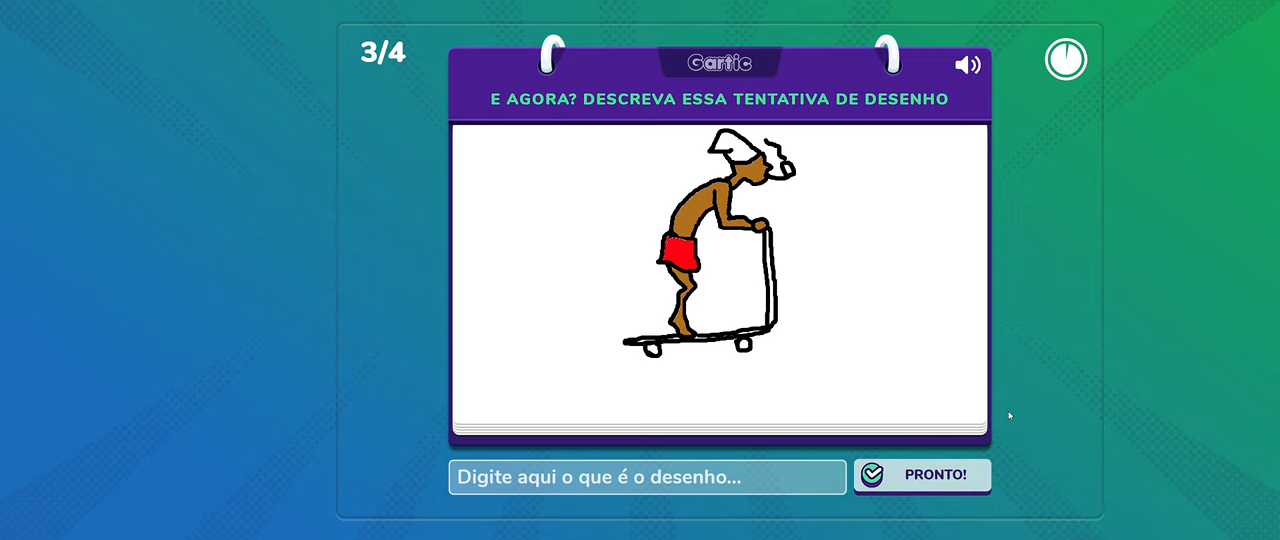 3/4
Gartic
E AGORA? DESCREVA ESSA TENTATIVA DE DESENHO
Digite aqui o que é o desenho...
PRONTO!